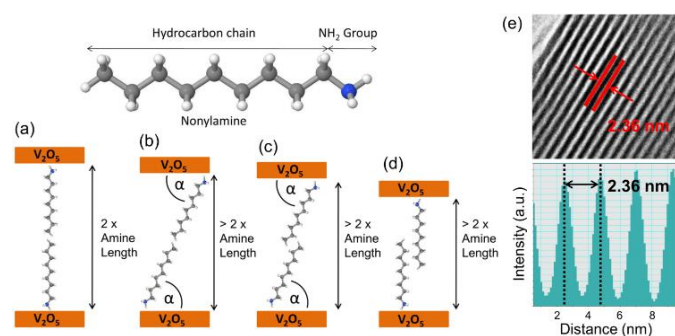 Hydrocarbon chain
NH2 Group
Nonylamine
(a)
V2O5
2 x
Amine
Length
V2O5
(b)
V2O5
α
> 2 x
Amine
Length
α
V2O5
(c)
V2O5
α
> 2 x
Amine
Length
α
V2O5
(d)
V2O5
> 2 x
Amine
Length
V2O5
(e)
2.36 nm
2.36 nm
Intensity (a.u.)
2 4 6 8
Distance (nm)